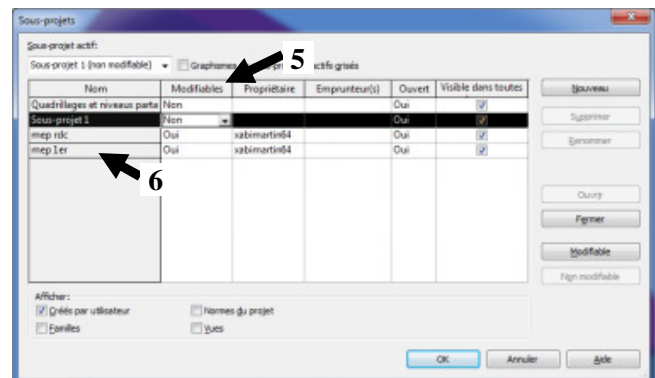 Sous-projets
Sous-projet actif:
Sous-projet 1 (non modifiable) Graphismes actifs grisés
5
Nom Modifiables Propriétaire Emprunteur(s) Ouvert Visible dans toutes
Quadrillages et niveaux parta Non Oui
Sous-projet 1 Non Oui
mep rdc Oui xabimartin64 Oui
mep 1er Oui xabimartin64 Oui
6
Nouveau
Supprimer
Renommer
Ouvrir
Fermer
Modifiable
Non modifiable
Afficher:
Créés par utilisateur Normes du projet
Familles Vues
OK Annuler Aide